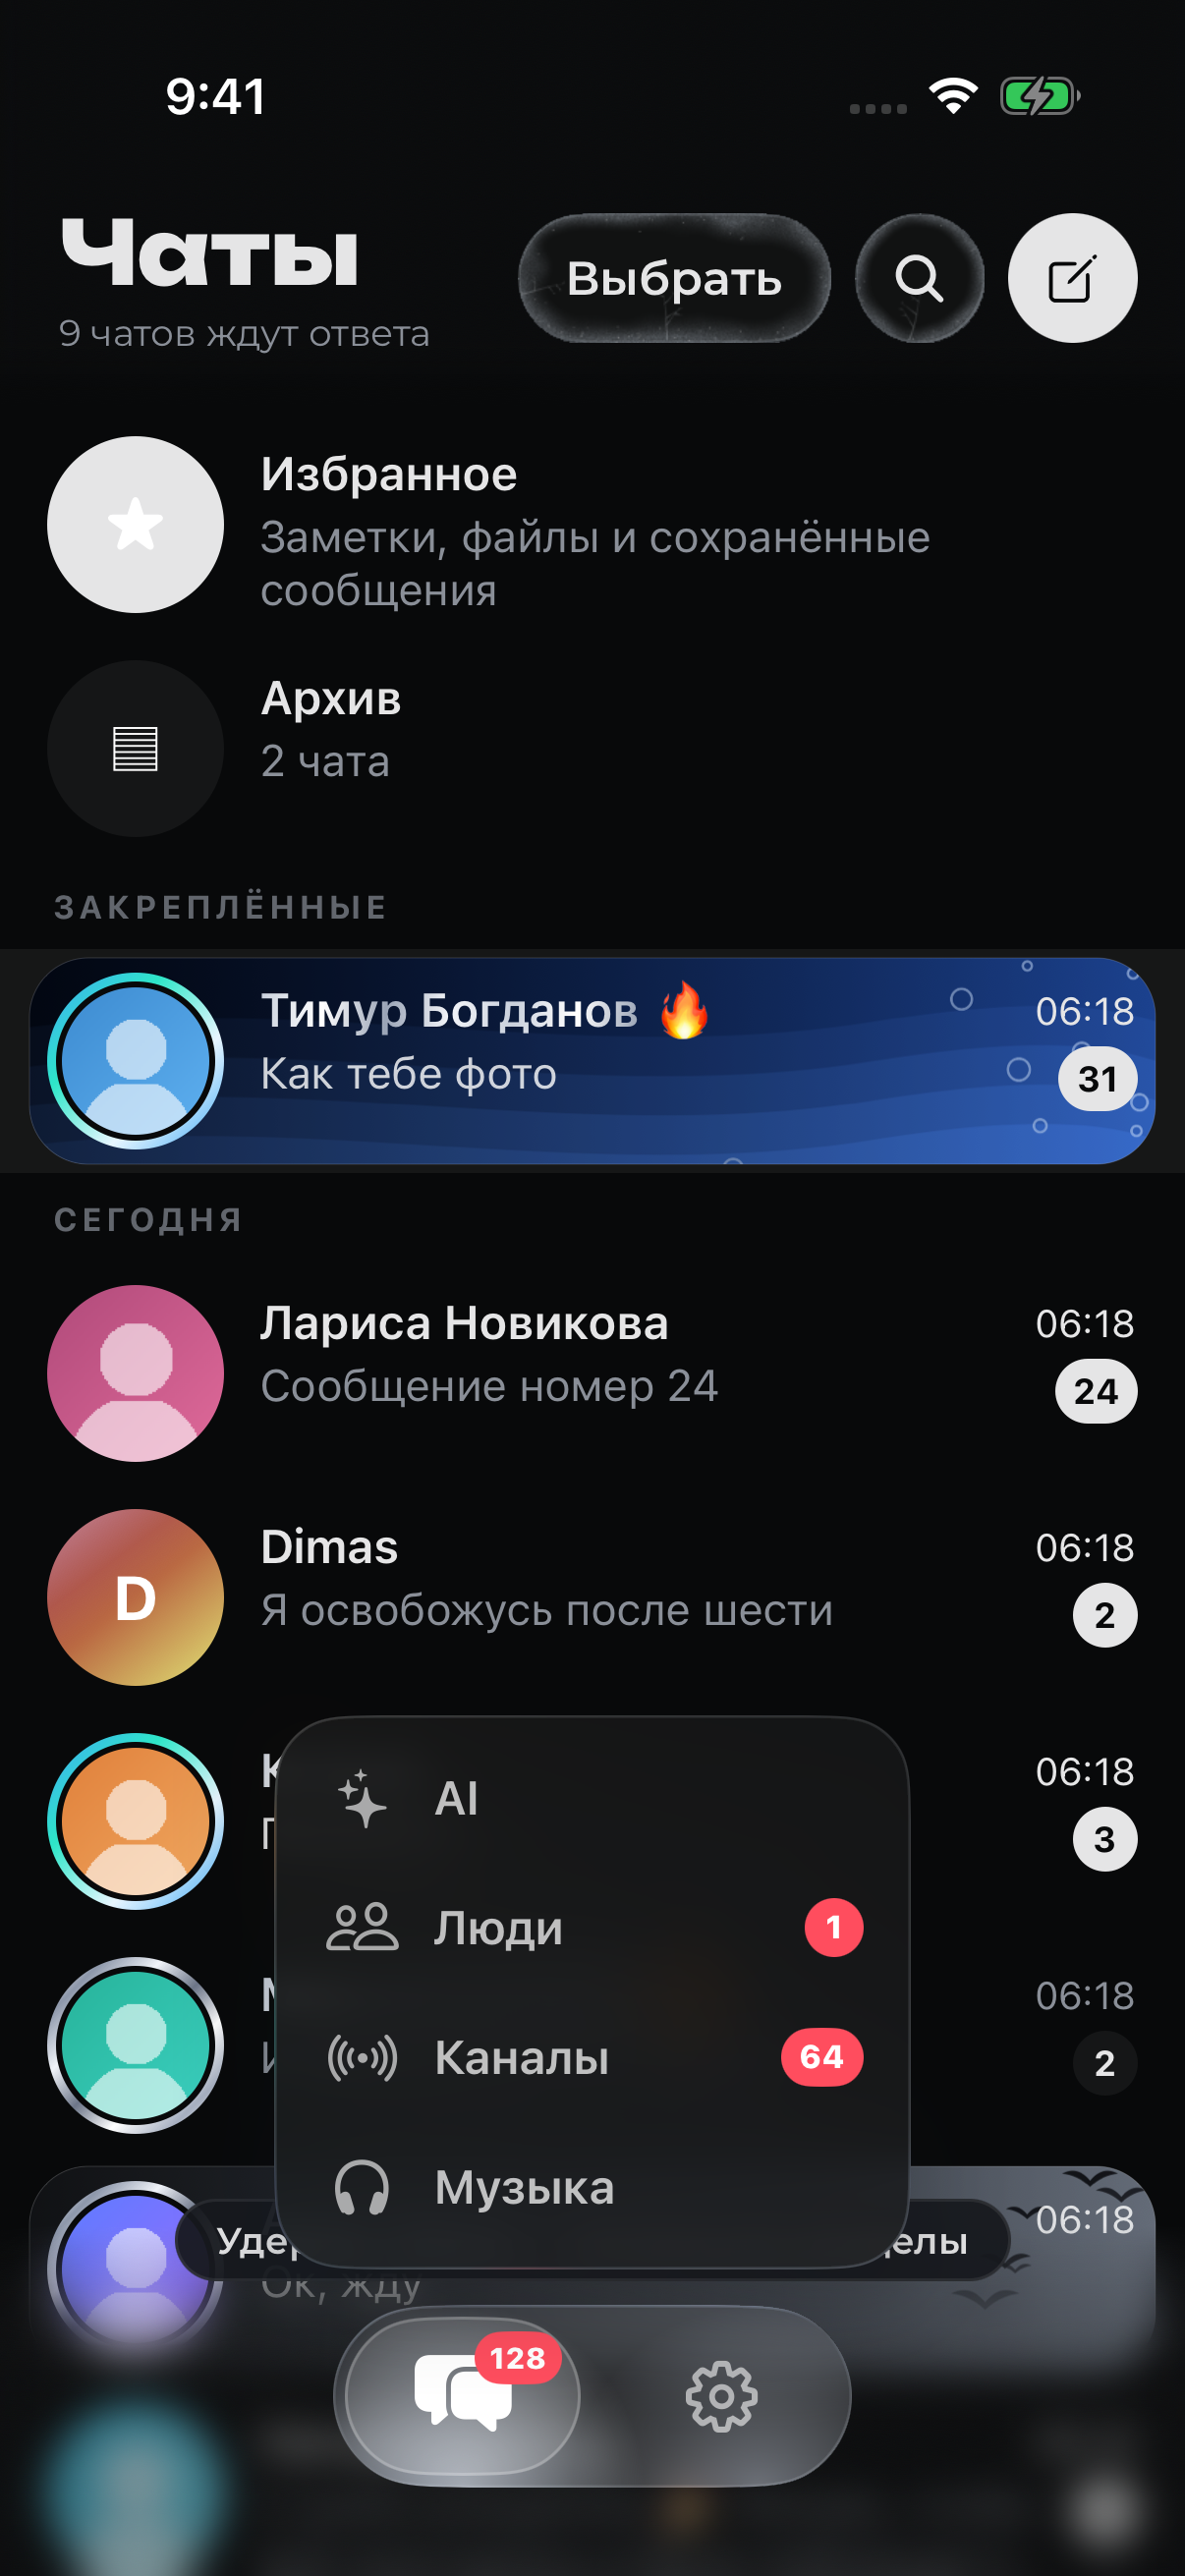 9:41
Чаты
9 чатов ждут ответа
Выбрать
Избранное
Заметки, файлы и сохранённые
сообщения
Архив
2 чата
ЗАКРЕПЛЁННЫЕ
Тимур Богданов 🔥
06:18
Как тебе фото
31
СЕГОДНЯ
Лариса Новикова
06:18
Сообщение номер 24
24
Dimas
06:18
Я освобожусь после шести
2
06:18
3
06:18
2
06:18
Ок, жду
D
AI
Люди
1
Каналы
64
Музыка
128